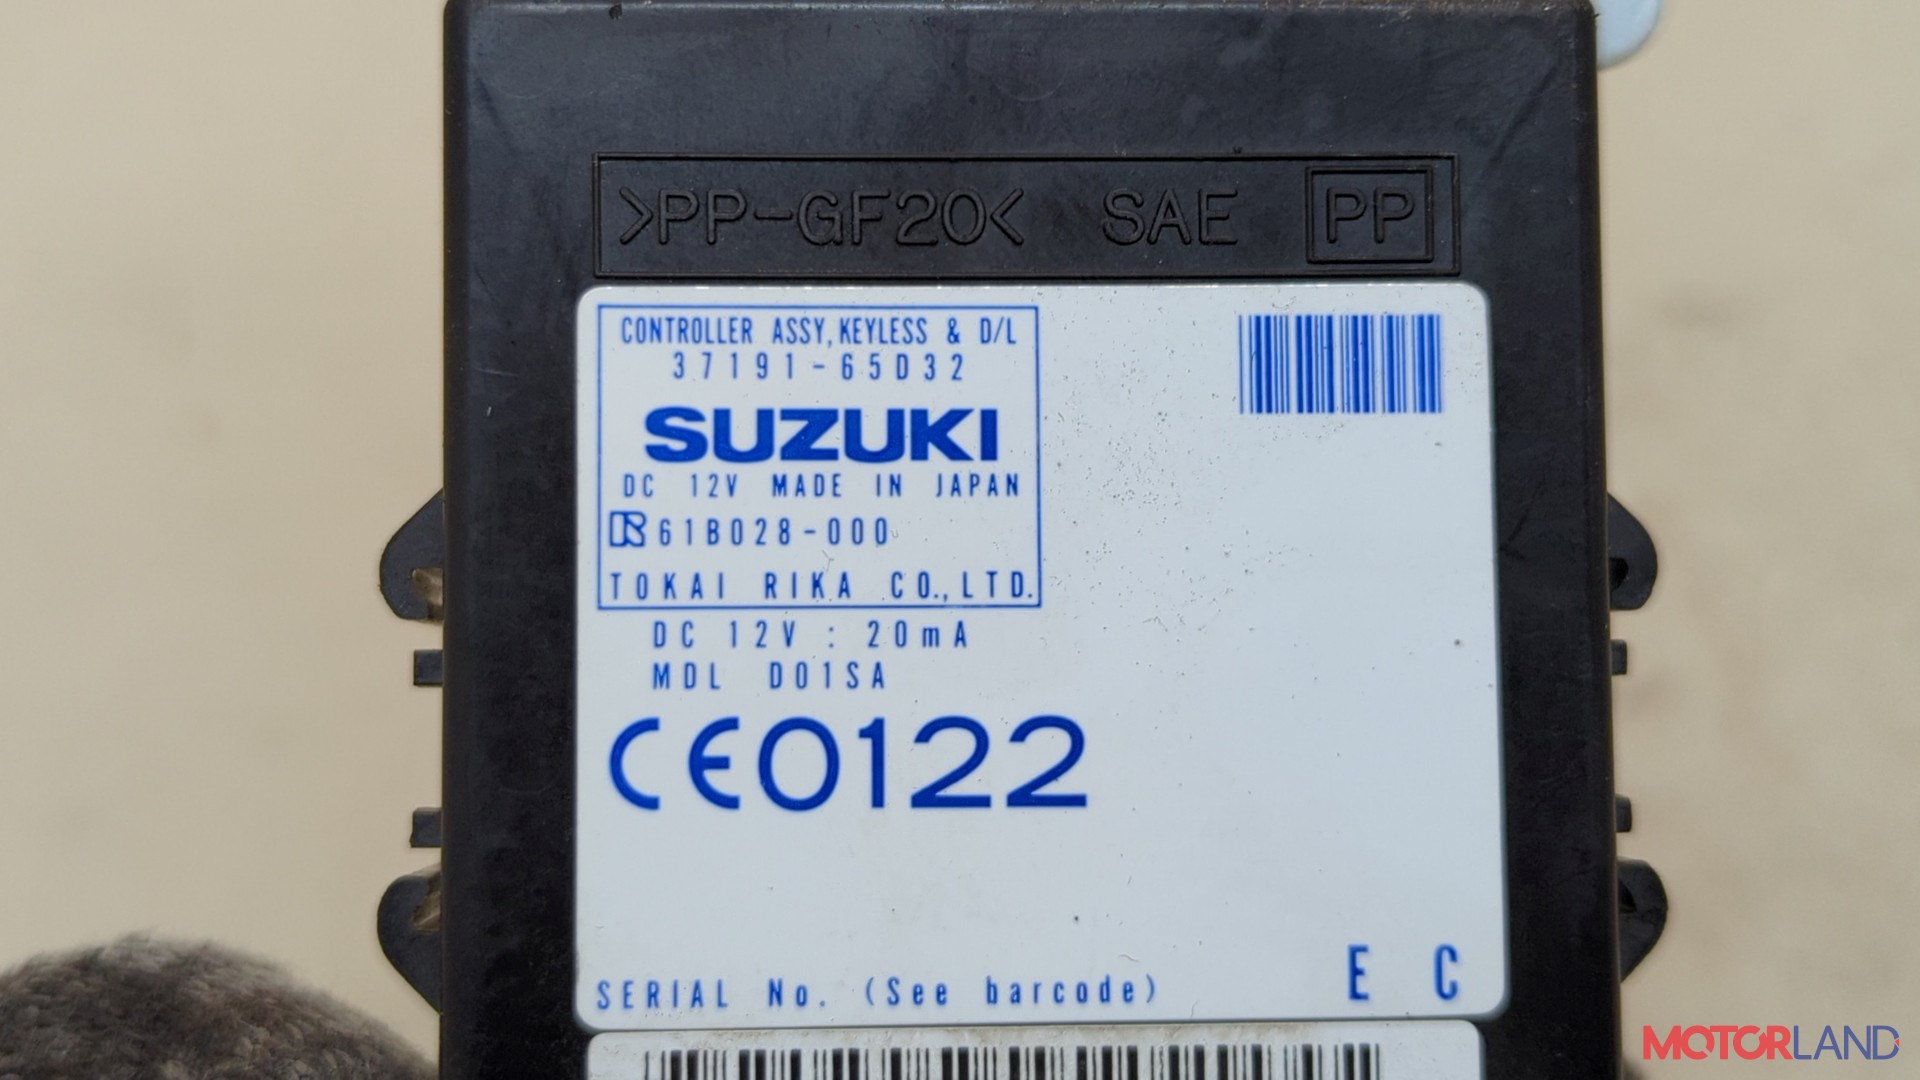 >PP-GF20< SAE PP
CONTROLLER ASSY,KEYLESS & D/L
37191-65D32
SUZUKI
DC 12V MADE IN JAPAN
61B028-000
TOKAI RIKA CO.,LTD.
DC 12V : 20mA
MDL D01SA
CE0122
SERIAL No. (See barcode)
E C
MOTORLAND